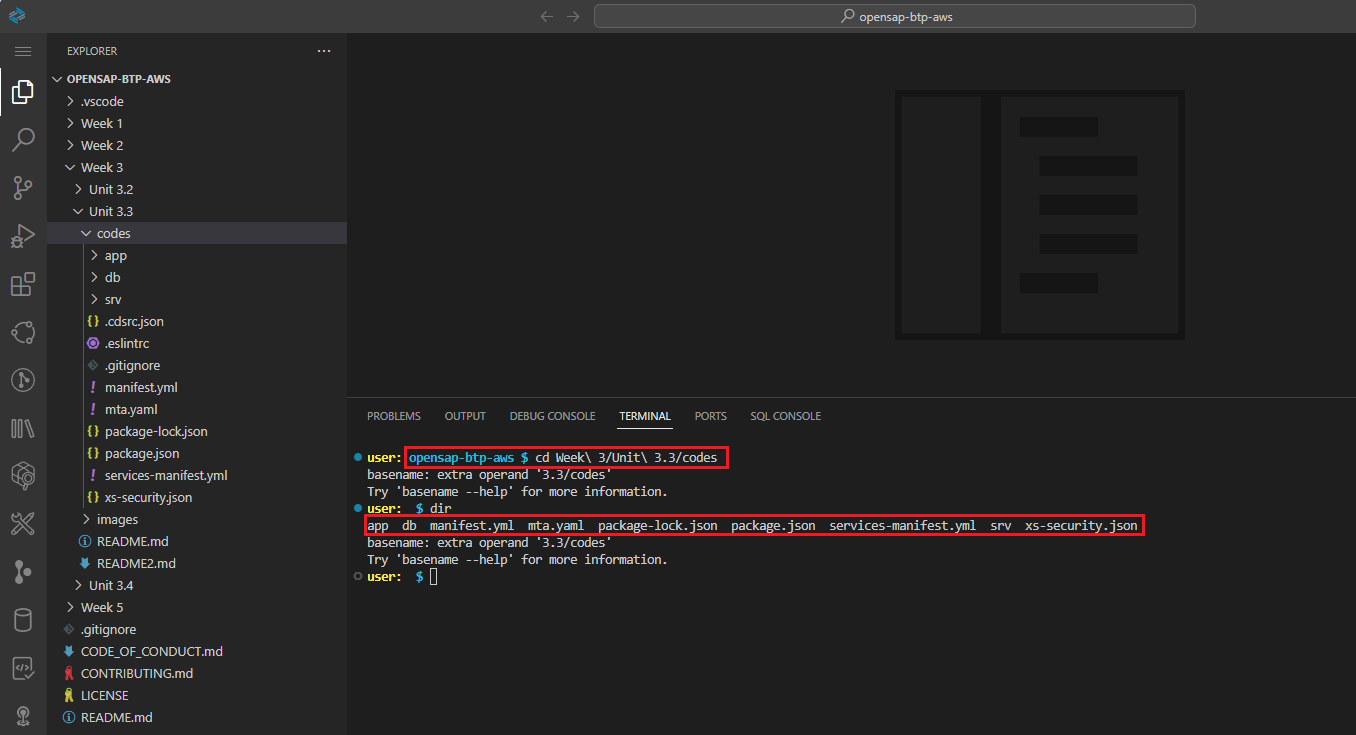 opensap-btp-aws
EXPLORER
OPENSAP-BTP-AWS
.vscode
Week 1
Week 2
Week 3
Unit 3.2
Unit 3.3
codes
app
db
srv
{} .cdsrc.json
.eslintrc
.gitignore
! manifest.yml
! mta.yaml
{} package-lock.json
{} package.json
! services-manifest.yml
{} xs-security.json
images
README.md
README2.md
Unit 3.4
Week 5
.gitignore
CODE_OF_CONDUCT.md
CONTRIBUTING.md
LICENSE
README.md
PROBLEMS OUTPUT DEBUG CONSOLE TERMINAL PORTS SQL CONSOLE
user: opensap-btp-aws $ cd Week\ 3/Unit\ 3.3/codes
basename: extra operand '3.3/codes'
Try 'basename --help' for more information.
user: $ dir
app db manifest.yml mta.yaml package-lock.json package.json services-manifest.yml srv xs-security.json
basename: extra operand '3.3/codes'
Try 'basename --help' for more information.
user: $